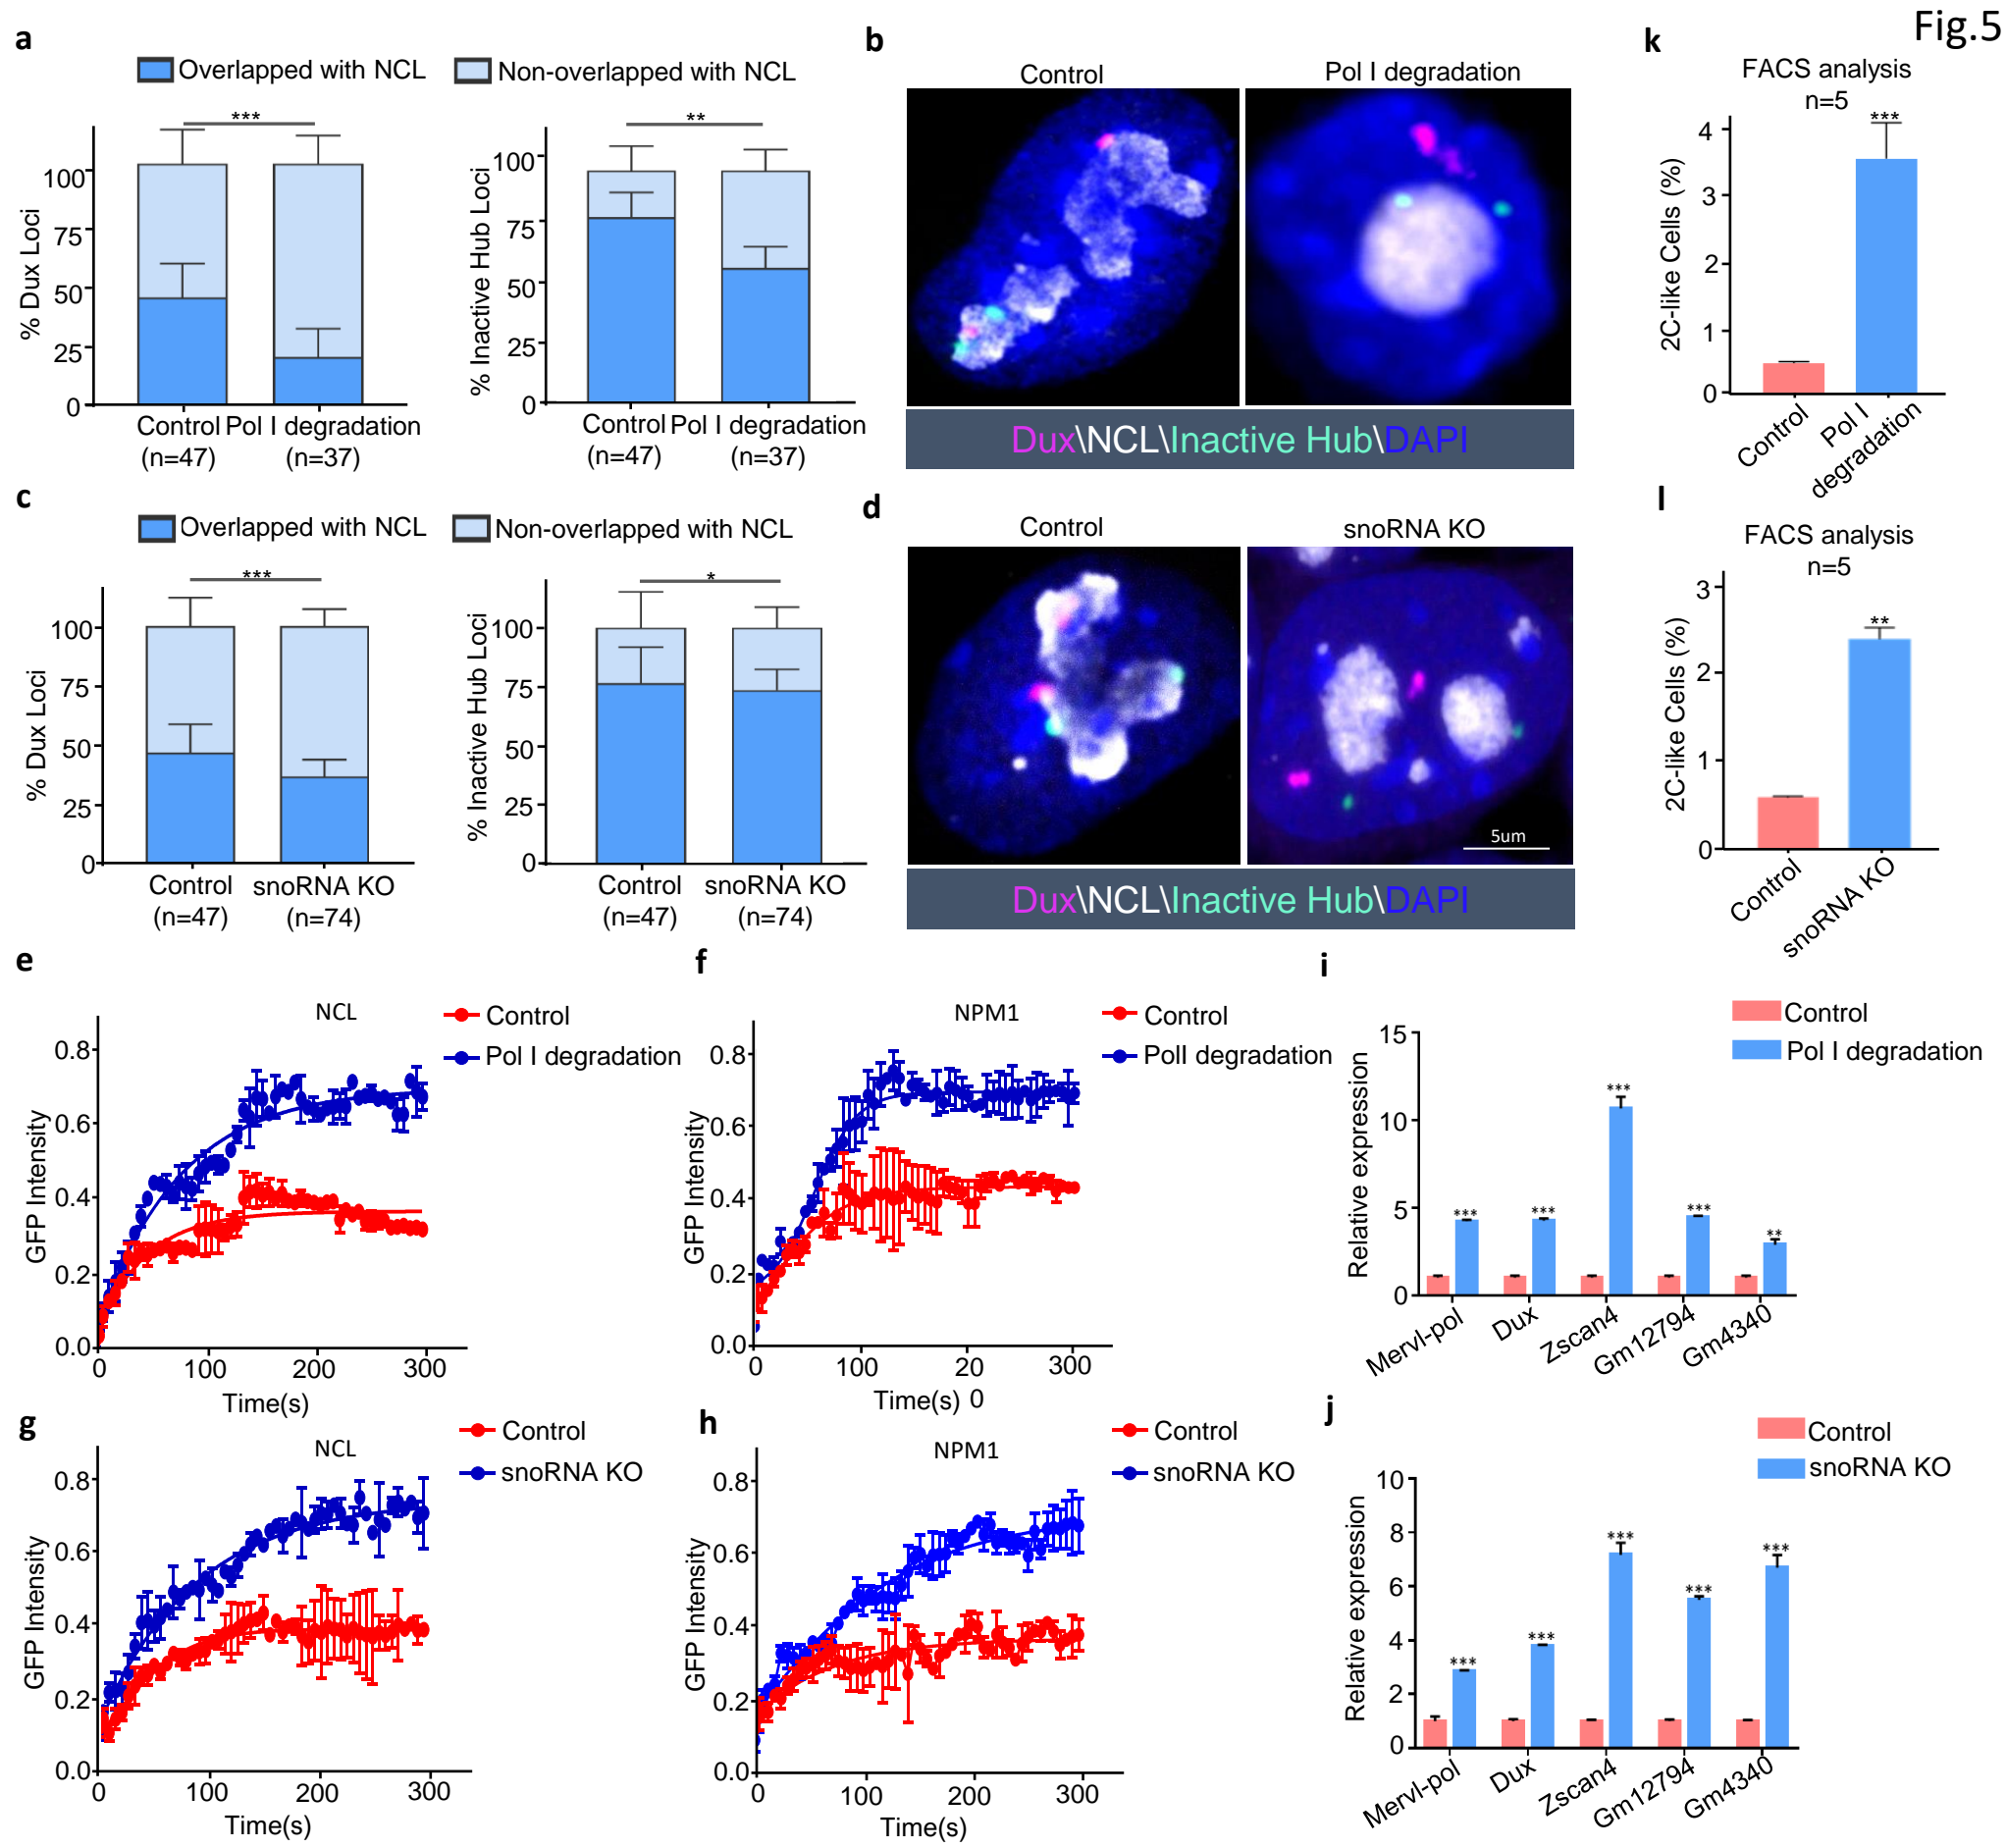 Fig.5
a
Overlapped with NCL
Non-overlapped with NCL
% Dux Loci
100
75
50
25
0
***
Control
(n=47)
Pol I degradation
(n=37)
% Inactive Hub Loci
100
75
50
25
0
**
Control
(n=47)
Pol I degradation
(n=37)
b
Control
Pol I degradation
Dux\NCL\Inactive Hub\DAPI
k
FACS analysis
n=5
***
2C-like Cells (%)
4
3
2
1
0
Control
Pol I
degradation
c
Overlapped with NCL
Non-overlapped with NCL
% Dux Loci
100
75
50
25
0
***
Control
(n=47)
snoRNA KO
(n=74)
% Inactive Hub Loci
100
75
50
25
0
*
Control
(n=47)
snoRNA KO
(n=74)
d
Control
snoRNA KO
5um
Dux\NCL\Inactive Hub\DAPI
l
FACS analysis
n=5
**
2C-like Cells (%)
3
2
1
0
Control
snoRNA KO
e
NCL
Control
Pol I degradation
GFP Intensity
0.8
0.6
0.4
0.2
0.0
0
100
200
300
Time(s)
f
NPM1
Control
PolI degradation
GFP Intensity
0.8
0.6
0.4
0.2
0.0
0
100
20
0
300
Time(s)
i
Control
Pol I degradation
Relative expression
15
10
5
0
***
***
***
***
**
Mervl-pol
Dux
Zscan4
Gm12794
Gm4340
g
NCL
Control
snoRNA KO
GFP Intensity
0.8
0.6
0.4
0.2
0.0
0
100
200
300
Time(s)
h
NPM1
Control
snoRNA KO
GFP Intensity
0.8
0.6
0.4
0.2
0.0
0
100
200
300
Time(s)
j
Control
snoRNA KO
Relative expression
10
8
6
4
2
0
***
***
***
***
***
Mervl-pol
Dux
Zscan4
Gm12794
Gm4340